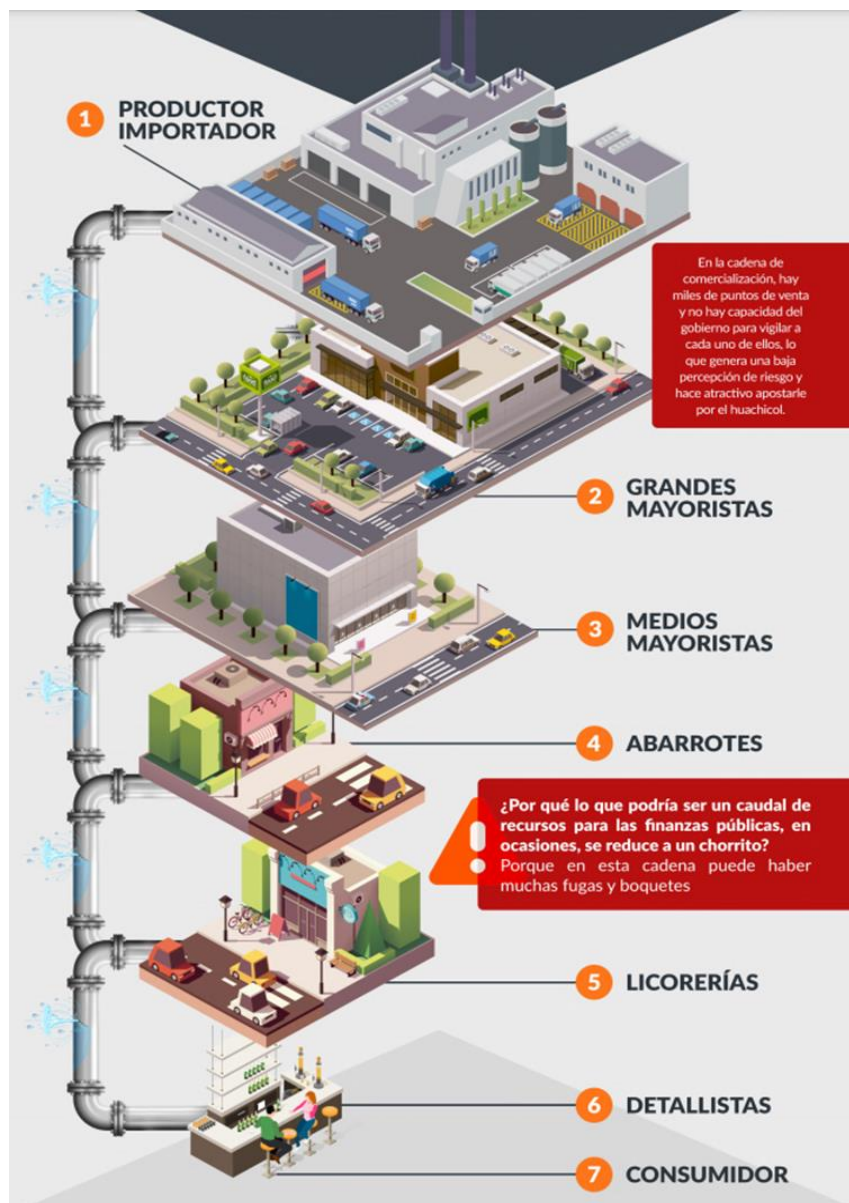 1 PRODUCTOR
IMPORTADOR
En la cadena de
comercialización, hay
miles de puntos de venta
y no hay capacidad del
gobierno para vigilar a
cada uno de ellos, lo
que genera una baja
percepción de riesgo y
hace atractivo apostarle
por el huachicol.
2 GRANDES
MAYORISTAS
3 MEDIOS
MAYORISTAS
4 ABARROTES
¿Por qué lo que podría ser un caudal de
recursos para las finanzas públicas, en
ocasiones, se reduce a un chorrito?
Porque en esta cadena puede haber
muchas fugas y boquetes
5 LICORERÍAS
6 DETALLISTAS
7 CONSUMIDOR